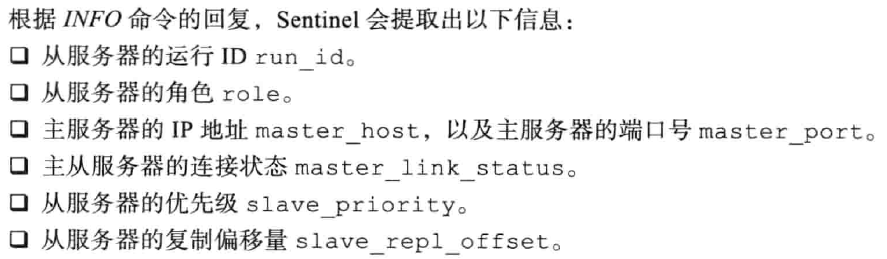 根据 INFO 命令的回复，Sentinel 会提取出以下信息：
❑ 从服务器的运行 ID run_id。
❑ 从服务器的角色 role。
❑ 主服务器的 IP 地址 master_host，以及主服务器的端口号 master_port。
❑ 主从服务器的连接状态 master_link_status。
❑ 从服务器的优先级 slave_priority。
❑ 从服务器的复制偏移量 slave_repl_offset。